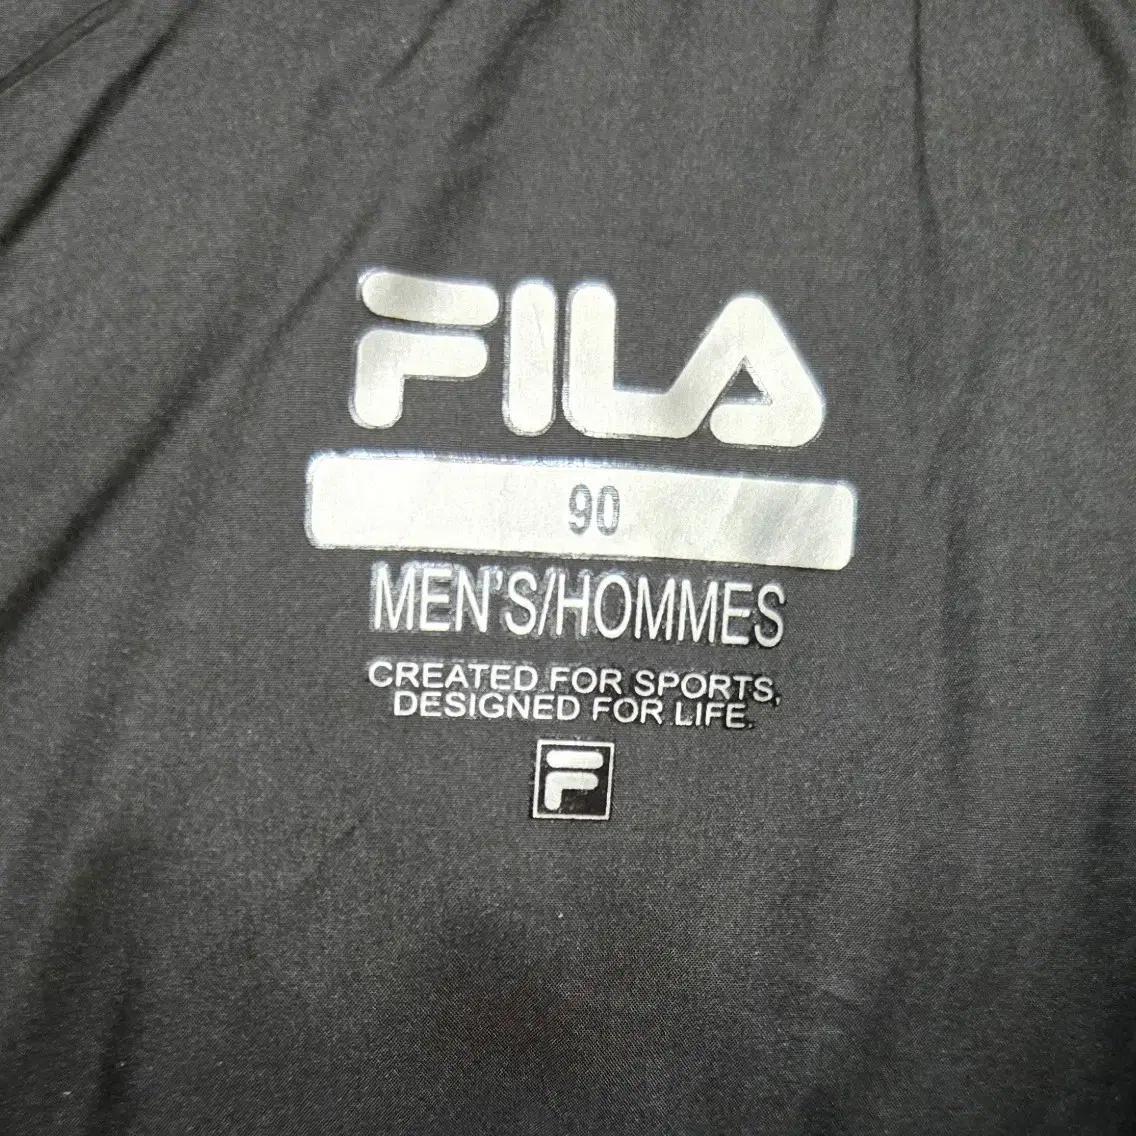 FILA
90
MEN'S/HOMMES
CREATED FOR SPORTS,
DESIGNED FOR LIFE.
F